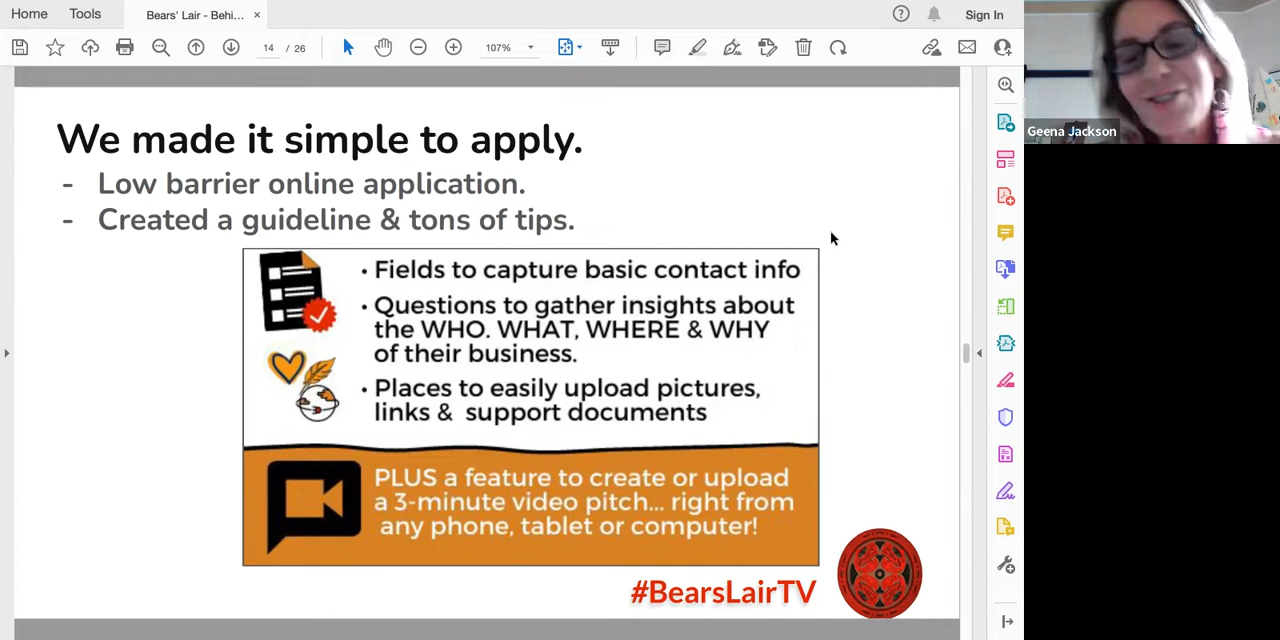 Home
Tools
Bears' Lair - Behi...
×
?
Sign In
14 / 26
107%
Geena Jackson
We made it simple to apply.
- Low barrier online application.
- Created a guideline & tons of tips.
• Fields to capture basic contact info
• Questions to gather insights about
the WHO. WHAT, WHERE & WHY
of their business.
• Places to easily upload pictures,
links & support documents
PLUS a feature to create or upload
a 3-minute video pitch... right from
any phone, tablet or computer!
#BearsLairTV